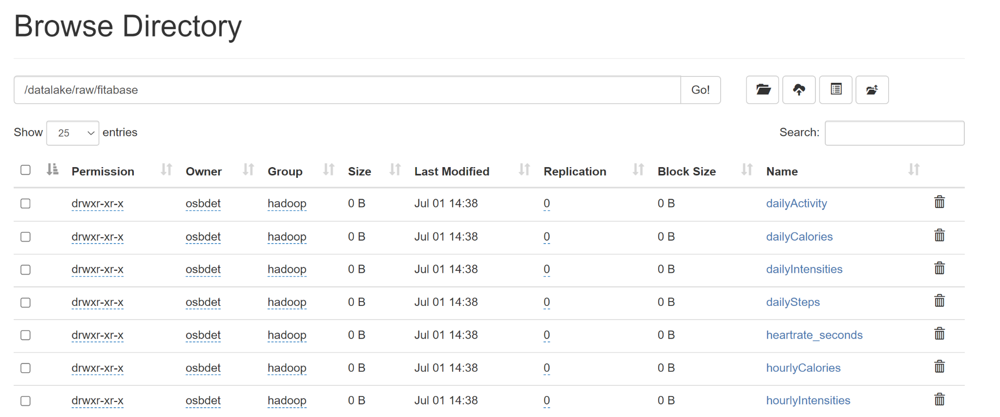 Browse Directory
/datalake/raw/fitabase Go!
Show 25 entries Search:
Permission Owner Group Size Last Modified Replication Block Size Name
drwxr-xr-x osbdet hadoop 0 B Jul 01 14:38 0 0 B dailyActivity
drwxr-xr-x osbdet hadoop 0 B Jul 01 14:38 0 0 B dailyCalories
drwxr-xr-x osbdet hadoop 0 B Jul 01 14:38 0 0 B dailyIntensities
drwxr-xr-x osbdet hadoop 0 B Jul 01 14:38 0 0 B dailySteps
drwxr-xr-x osbdet hadoop 0 B Jul 01 14:38 0 0 B heartrate_seconds
drwxr-xr-x osbdet hadoop 0 B Jul 01 14:38 0 0 B hourlyCalories
drwxr-xr-x osbdet hadoop 0 B Jul 01 14:38 0 0 B hourlyIntensities